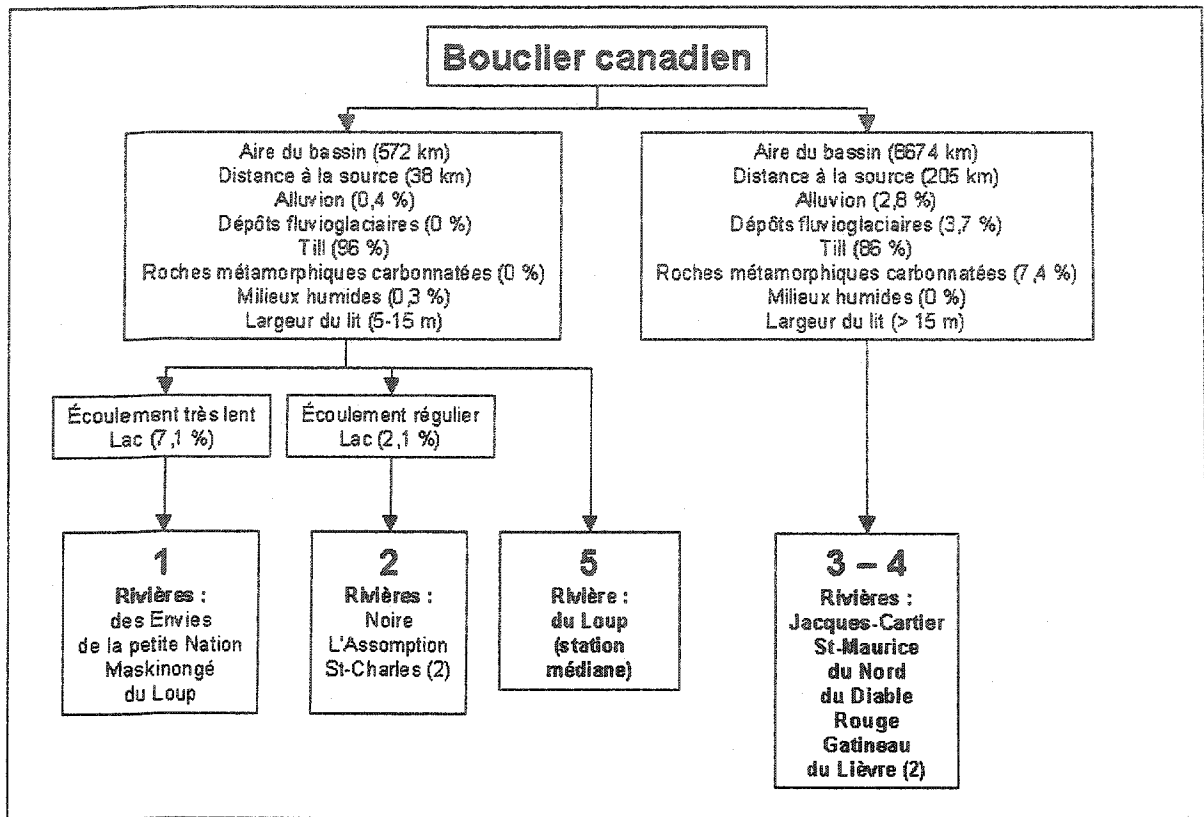 Bouclier canadien
Aire du bassin (572 km)
Distance à la source (38 km)
Alluvion (0,4 %)
Dépôts fluvioglaciaires (0 %)
Till (96 %)
Roches métamorphiques carbonnatées (0 %)
Milieux humides (0,3 %)
Largeur du lit (5-15 m)
Aire du bassin (8674 km)
Distance à la source (205 km)
Alluvion (2,8 %)
Dépôts fluvioglaciaires (3,7 %)
Till (86 %)
Roches métamorphiques carbonnatées (7,4 %)
Milieux humides (0 %)
Largeur du lit (> 15 m)
Écoulement très lent
Lac (7,1 %)
Écoulement régulier
Lac (2,1 %)
1
Rivières :
des Envies
de la petite Nation
Maskinongé
du Loup
2
Rivières :
Noire
L'Assomption
St-Charles (2)
5
Rivière :
du Loup
(station
médiane)
3 – 4
Rivières :
Jacques-Cartier
St-Maurice
du Nord
du Diable
Rouge
Gatineau
du Lièvre (2)